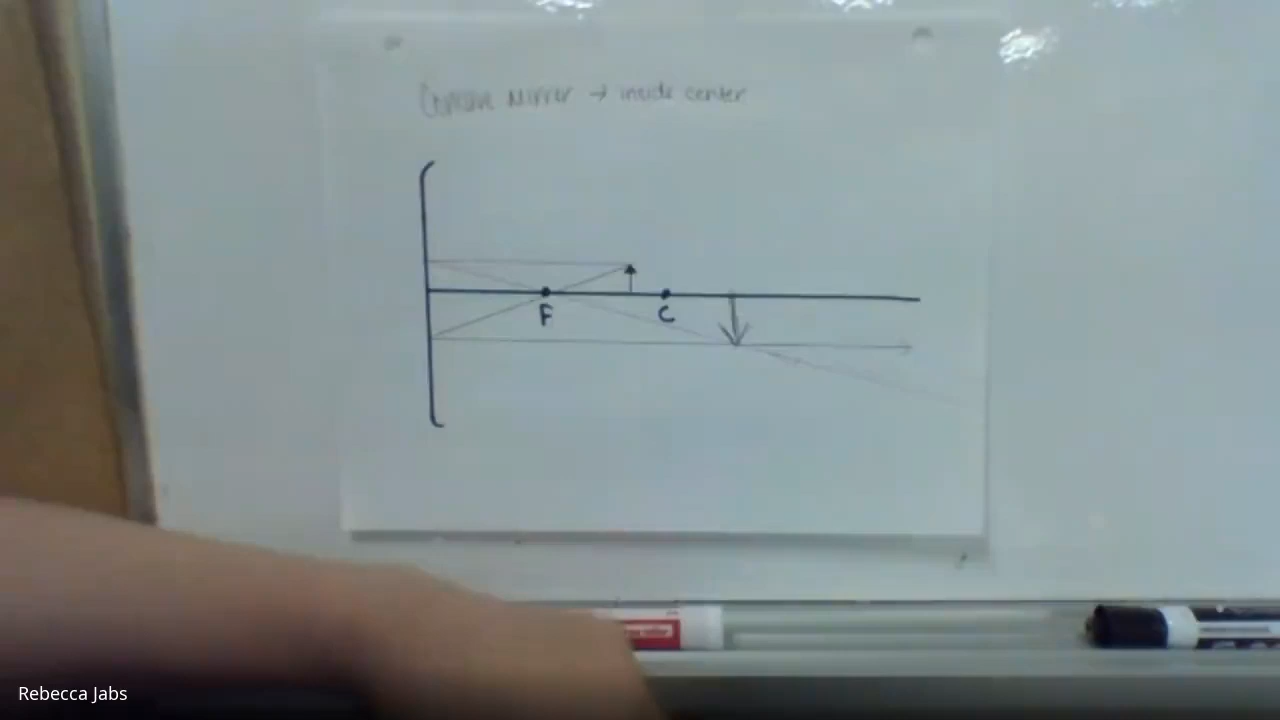 Concave Mirror → inside center
F
C
Rebecca Jabs